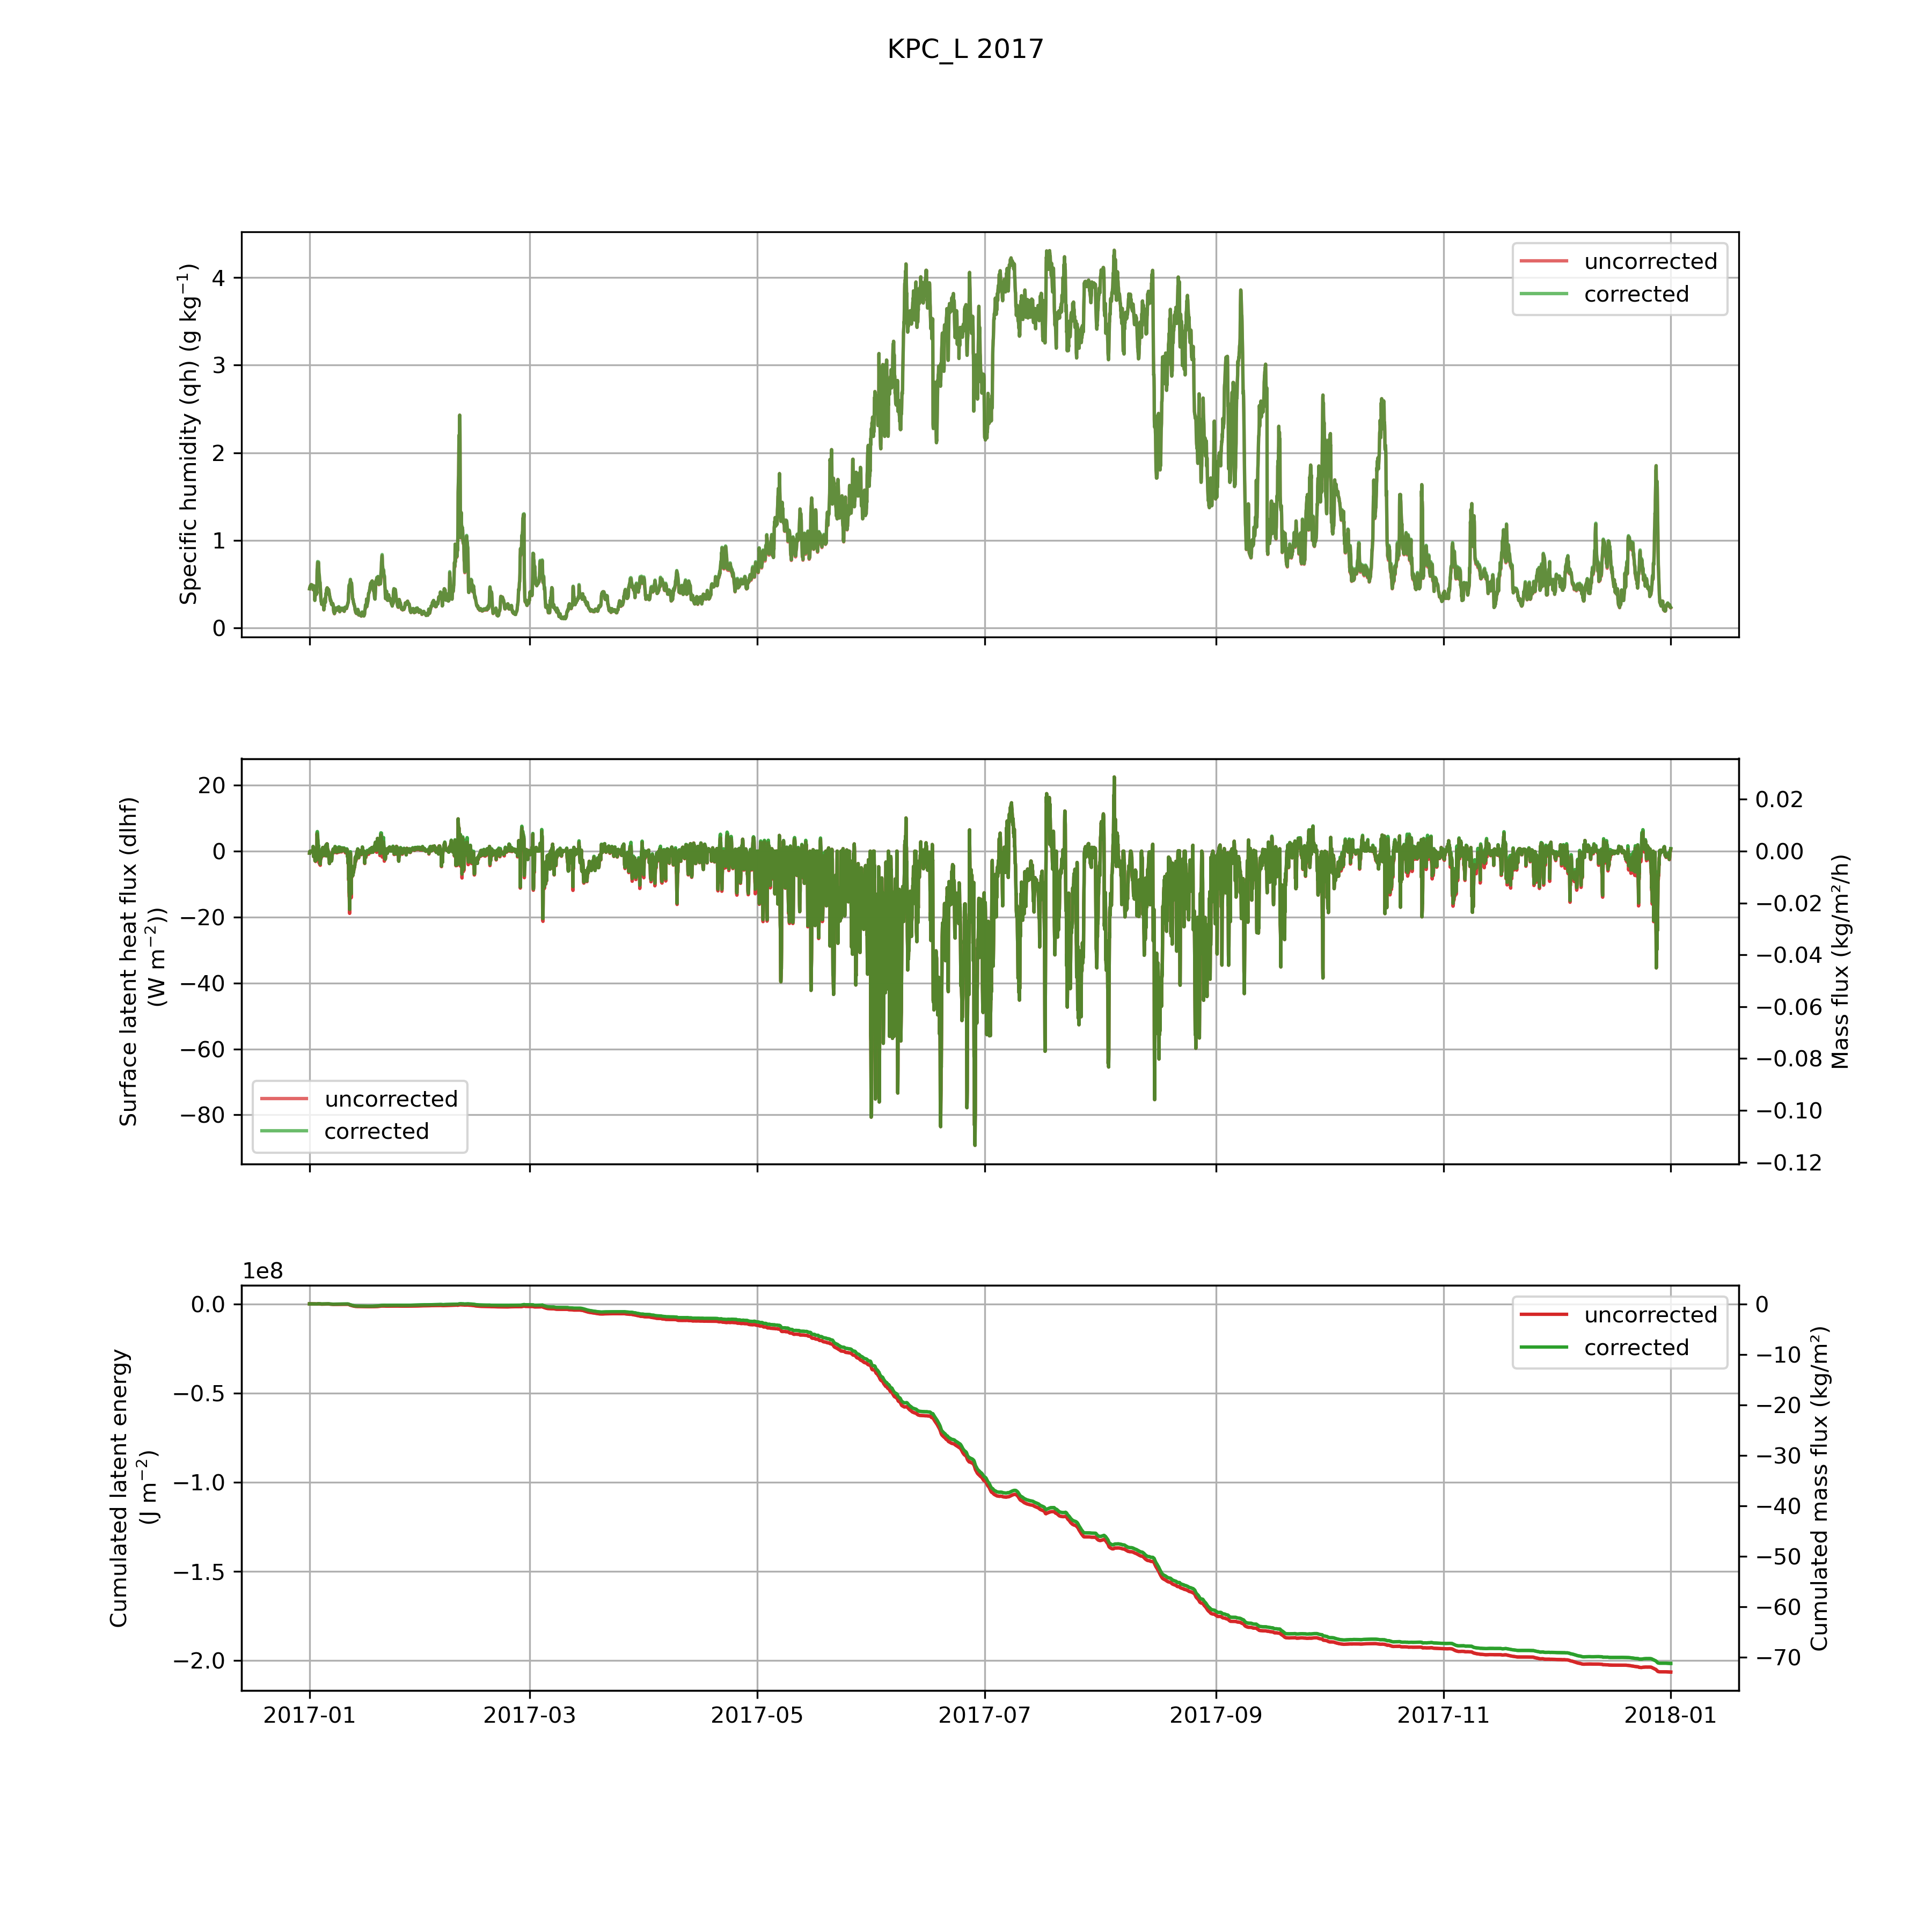 KPC_L 2017
Specific humidity (qh) (g kg⁻¹)
4
3
2
1
0
uncorrected
corrected
Surface latent heat flux (dlhf)
(W m⁻²))
20
0
−20
−40
−60
−80
uncorrected
corrected
0.02
0.00
−0.02
−0.04
−0.06
−0.08
−0.10
−0.12
Mass flux (kg/m²/h)
1e8
Cumulated latent energy
(J m⁻²)
0.0
−0.5
−1.0
−1.5
−2.0
uncorrected
corrected
0
−10
−20
−30
−40
−50
−60
−70
Cumulated mass flux (kg/m²)
2017-01 2017-03 2017-05 2017-07 2017-09 2017-11 2018-01